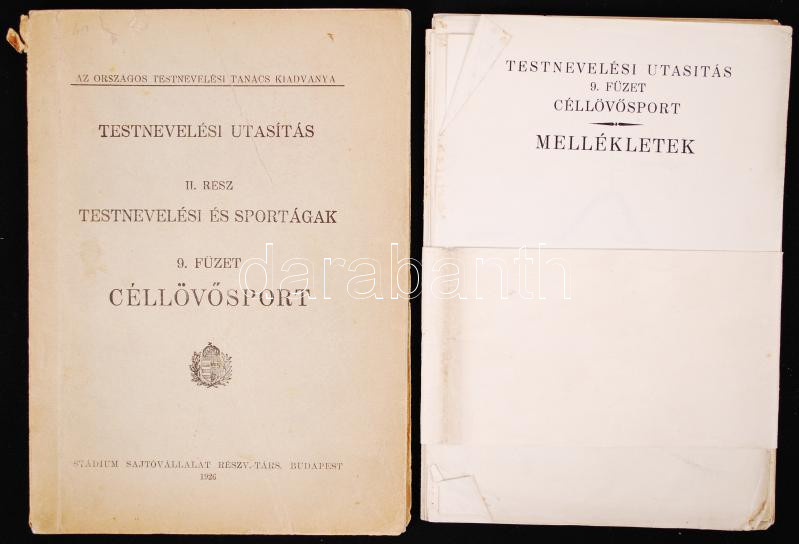 AZ ORSZÁGOS TESTNEVELÉSI TANÁCS KIADVÁNYA
TESTNEVELÉSI UTASÍTÁS
II. RÉSZ
TESTNEVELÉSI ÉS SPORTÁGAK
9. FÜZET
CÉLLÖVŐSPORT
STÁDIUM SAJTÓVÁLLALAT RÉSZV.-TÁRS. BUDAPEST
1926
TESTNEVELÉSI UTASITÁS
9. FÜZET
CÉLLÖVŐSPORT
MELLÉKLETEK
darabanth